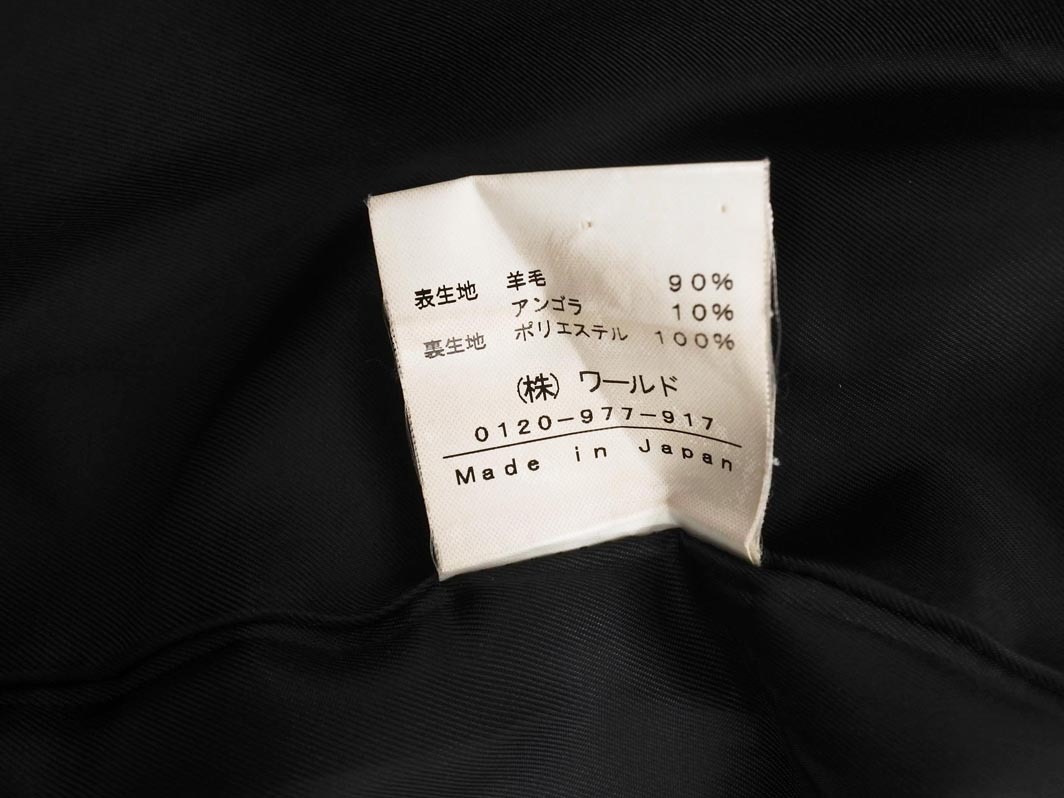 表生地 羊毛 90%
アンゴラ 10%
裏生地 ポリエステル 100%
(株) ワールド
0120-977-917
Made in Japan